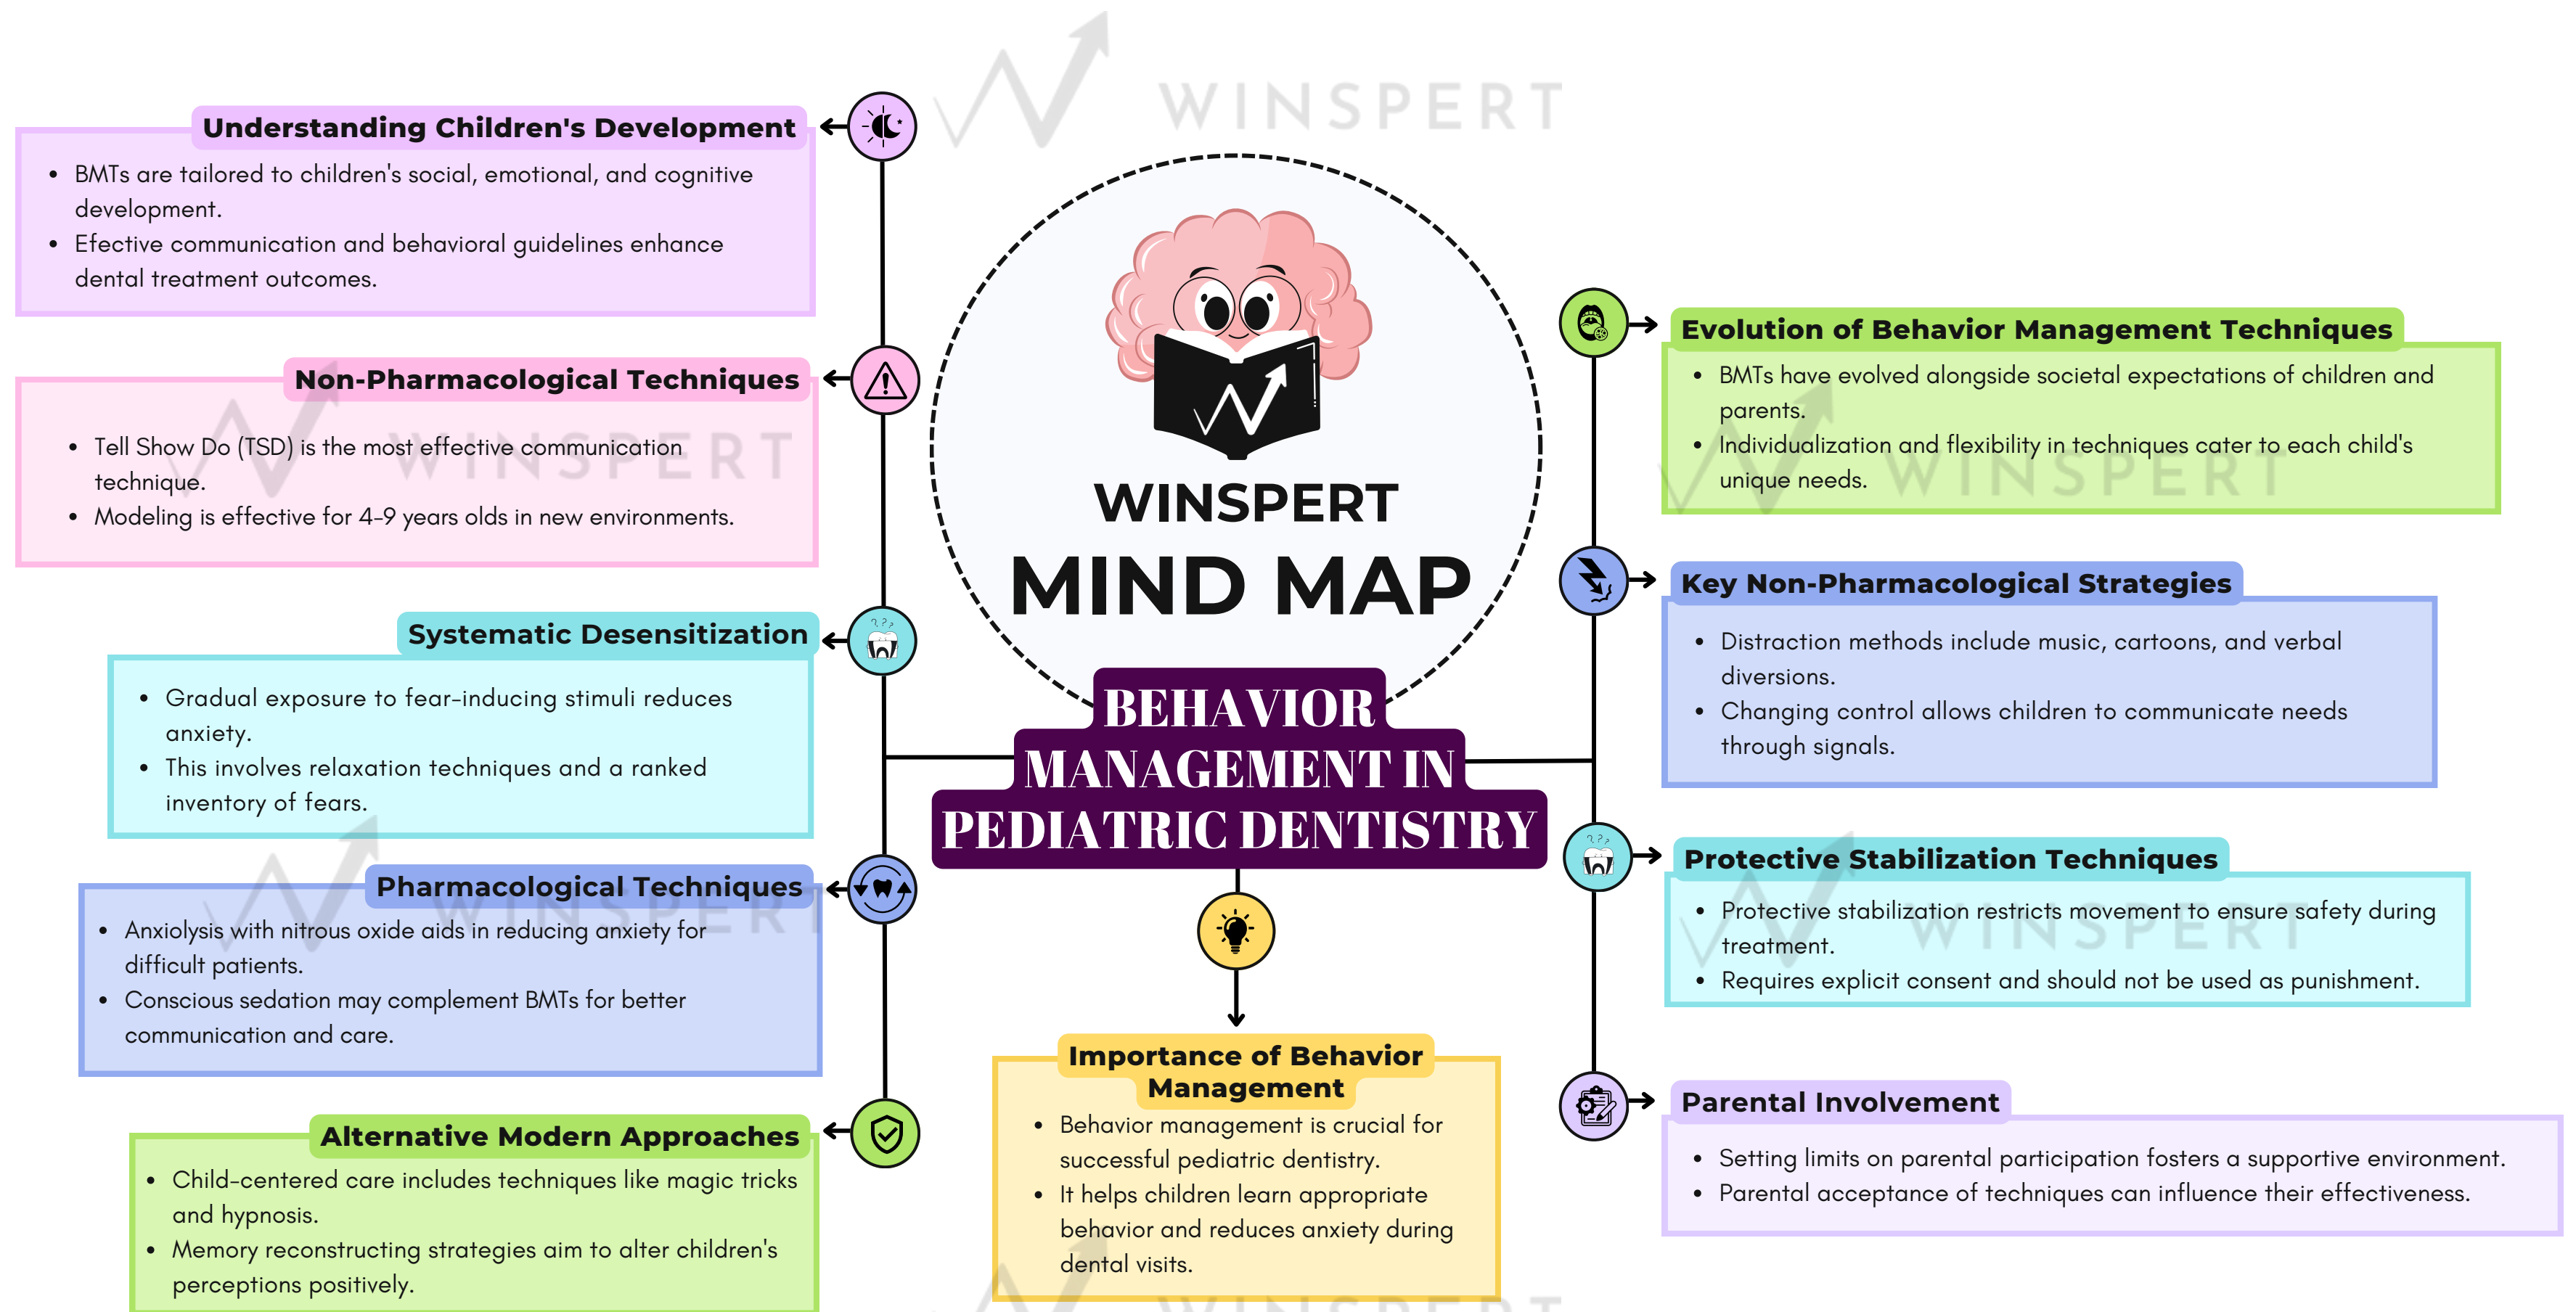 WINSPERT
Understanding Children's Development
• BMTs are tailored to children's social, emotional, and cognitive
development.
• Efective communication and behavioral guidelines enhance
dental treatment outcomes.
Non-Pharmacological Techniques
WINSPERT
• Tell Show Do (TSD) is the most effective communication
technique.
• Modeling is effective for 4-9 years olds in new environments.
Systematic Desensitization
• Gradual exposure to fear-inducing stimuli reduces
anxiety.
• This involves relaxation techniques and a ranked
inventory of fears.
Pharmacological Techniques
WINSPERT
• Anxiolysis with nitrous oxide aids in reducing anxiety for
difficult patients.
• Conscious sedation may complement BMTs for better
communication and care.
Alternative Modern Approaches
• Child-centered care includes techniques like magic tricks
and hypnosis.
• Memory reconstructing strategies aim to alter children's
perceptions positively.
WINSPERT
MIND MAP
BEHAVIOR
MANAGEMENT IN
PEDIATRIC DENTISTRY
Importance of Behavior
Management
• Behavior management is crucial for
successful pediatric dentistry.
• It helps children learn appropriate
behavior and reduces anxiety during
dental visits.
WINSPERT
Evolution of Behavior Management Techniques
• BMTs have evolved alongside societal expectations of children and
parents.
• Individualization and flexibility in techniques cater to each child's
unique needs.
WINSPERT
Key Non-Pharmacological Strategies
• Distraction methods include music, cartoons, and verbal
diversions.
• Changing control allows children to communicate needs
through signals.
Protective Stabilization Techniques
• Protective stabilization restricts movement to ensure safety during
treatment.
• Requires explicit consent and should not be used as punishment.
WINSPERT
Parental Involvement
• Setting limits on parental participation fosters a supportive environment.
• Parental acceptance of techniques can influence their effectiveness.